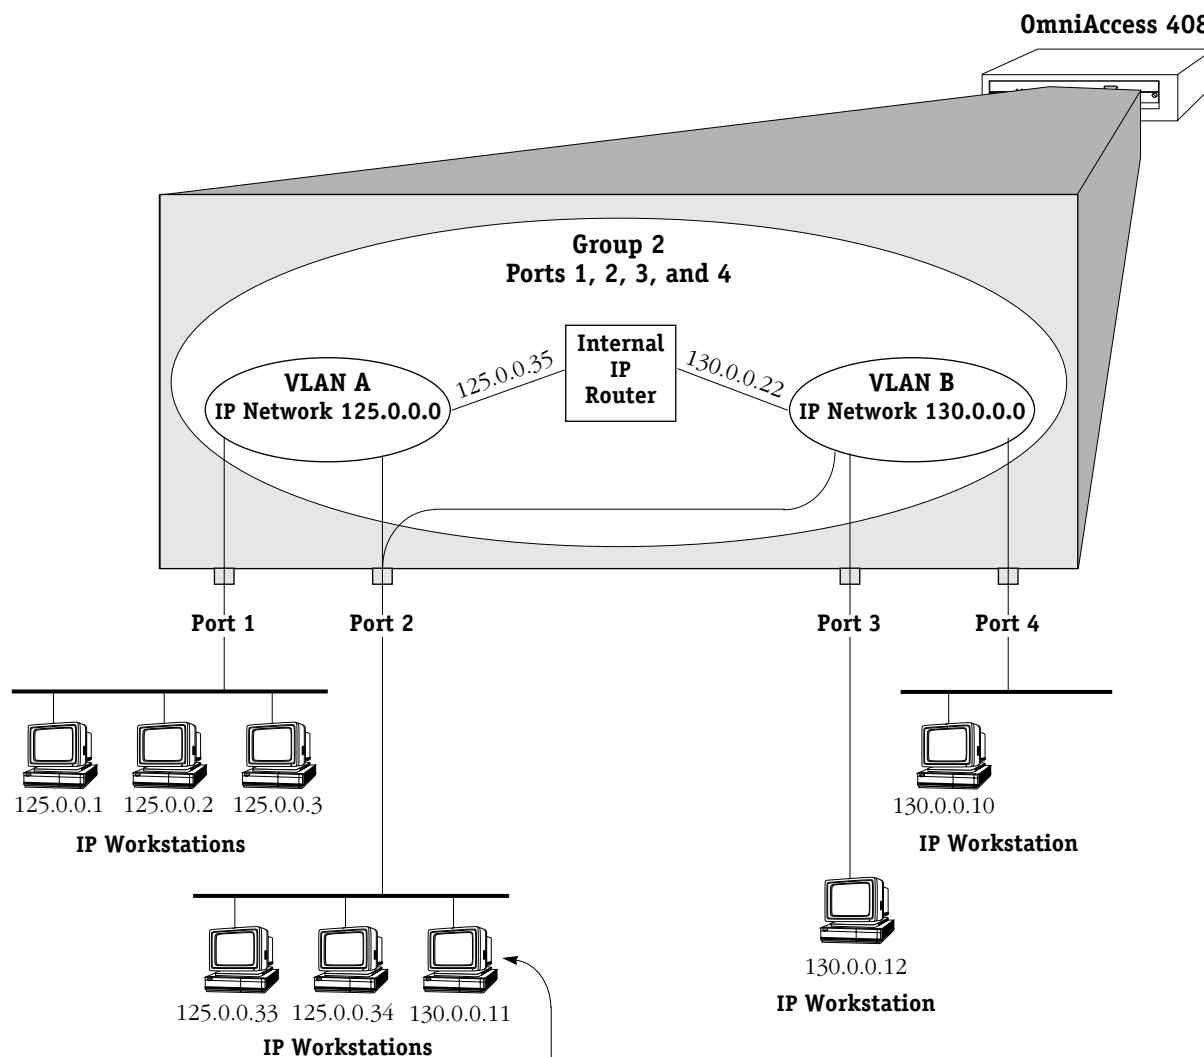 OmniAccess 408
Group 2
Ports 1, 2, 3, and 4
Internal
IP
Router
125.0.0.35
130.0.0.22
VLAN A
IP Network 125.0.0.0
VLAN B
IP Network 130.0.0.0
Port 1
Port 2
Port 3
Port 4
125.0.0.1
125.0.0.2
125.0.0.3
IP Workstations
130.0.0.10
IP Workstation
125.0.0.33
125.0.0.34
130.0.0.11
IP Workstations
130.0.0.12
IP Workstation